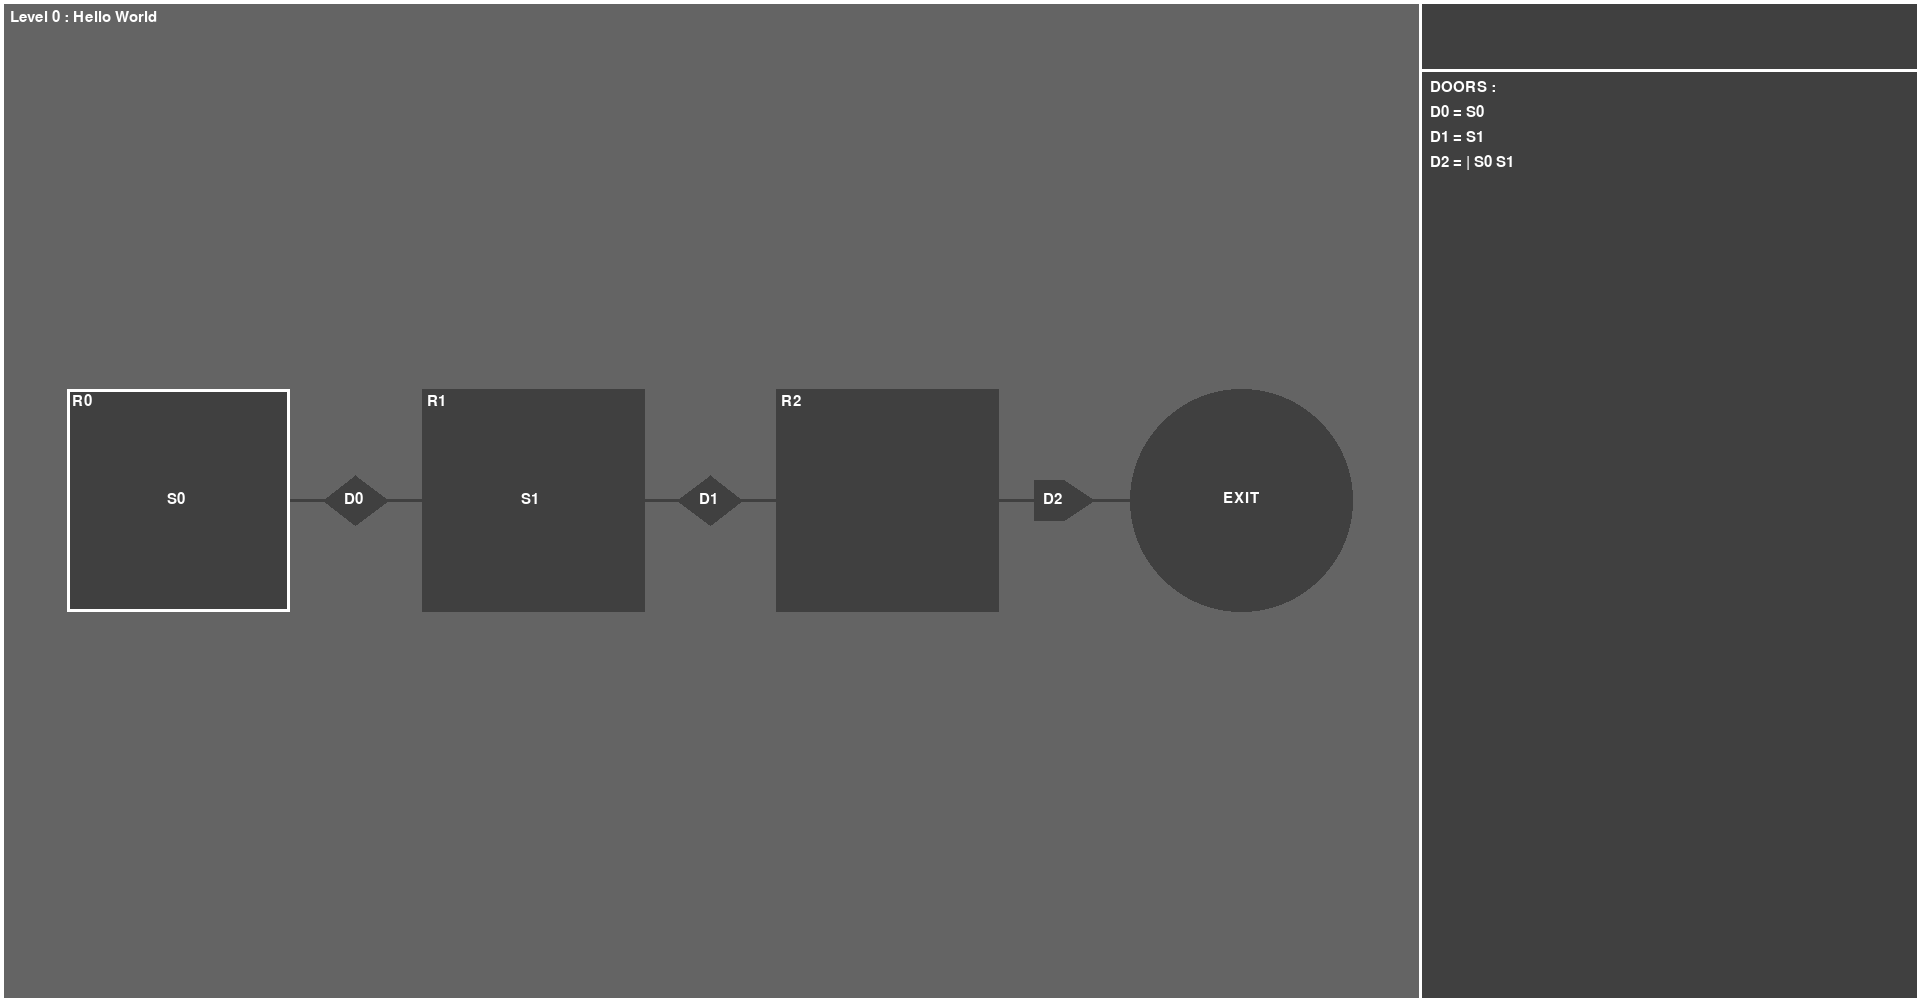 Level 0 : Hello World
DOORS :
D0 = S0
D1 = S1
D2 = | S0 S1
R0
R1
R2
S0
D0
S1
D1
D2
EXIT